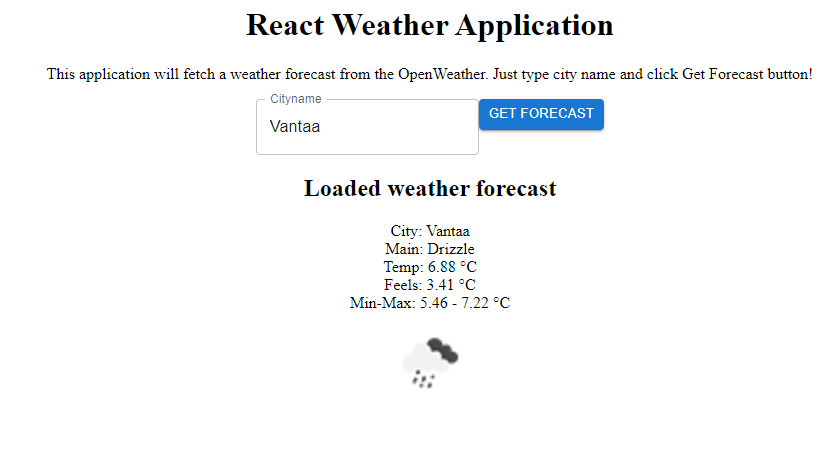 React Weather Application
This application will fetch a weather forecast from the OpenWeather. Just type city name and click Get Forecast button!
Cityname
Vantaa
GET FORECAST
Loaded weather forecast
City: Vantaa
Main: Drizzle
Temp: 6.88 °C
Feels: 3.41 °C
Min-Max: 5.46 - 7.22 °C